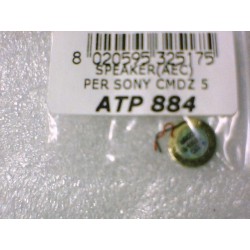 8 020595 325175
SPEAKER(AEC)
PER SONY CMDZ 5
ATP 884